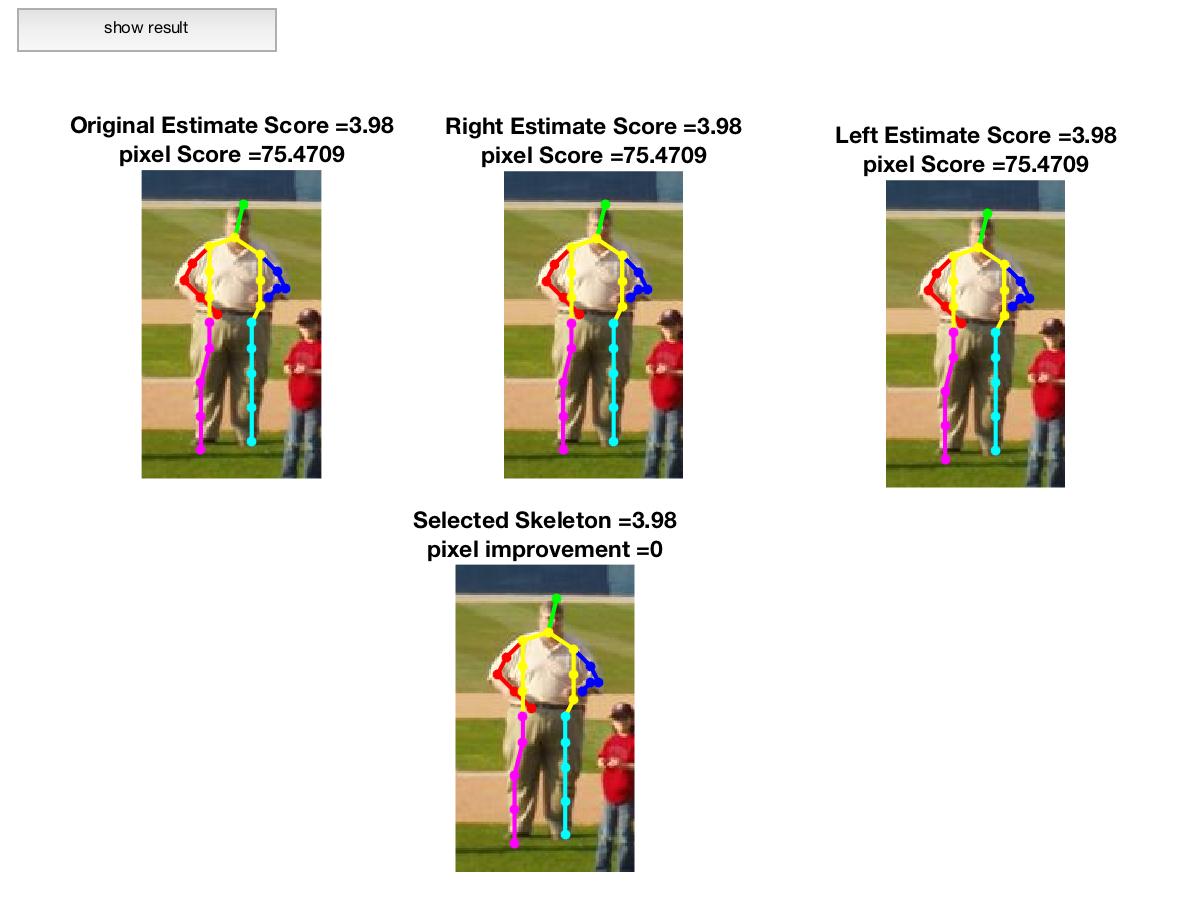 show result
Original Estimate Score =3.98
pixel Score =75.4709
Right Estimate Score =3.98
pixel Score =75.4709
Left Estimate Score =3.98
pixel Score =75.4709
Selected Skeleton =3.98
pixel improvement =0